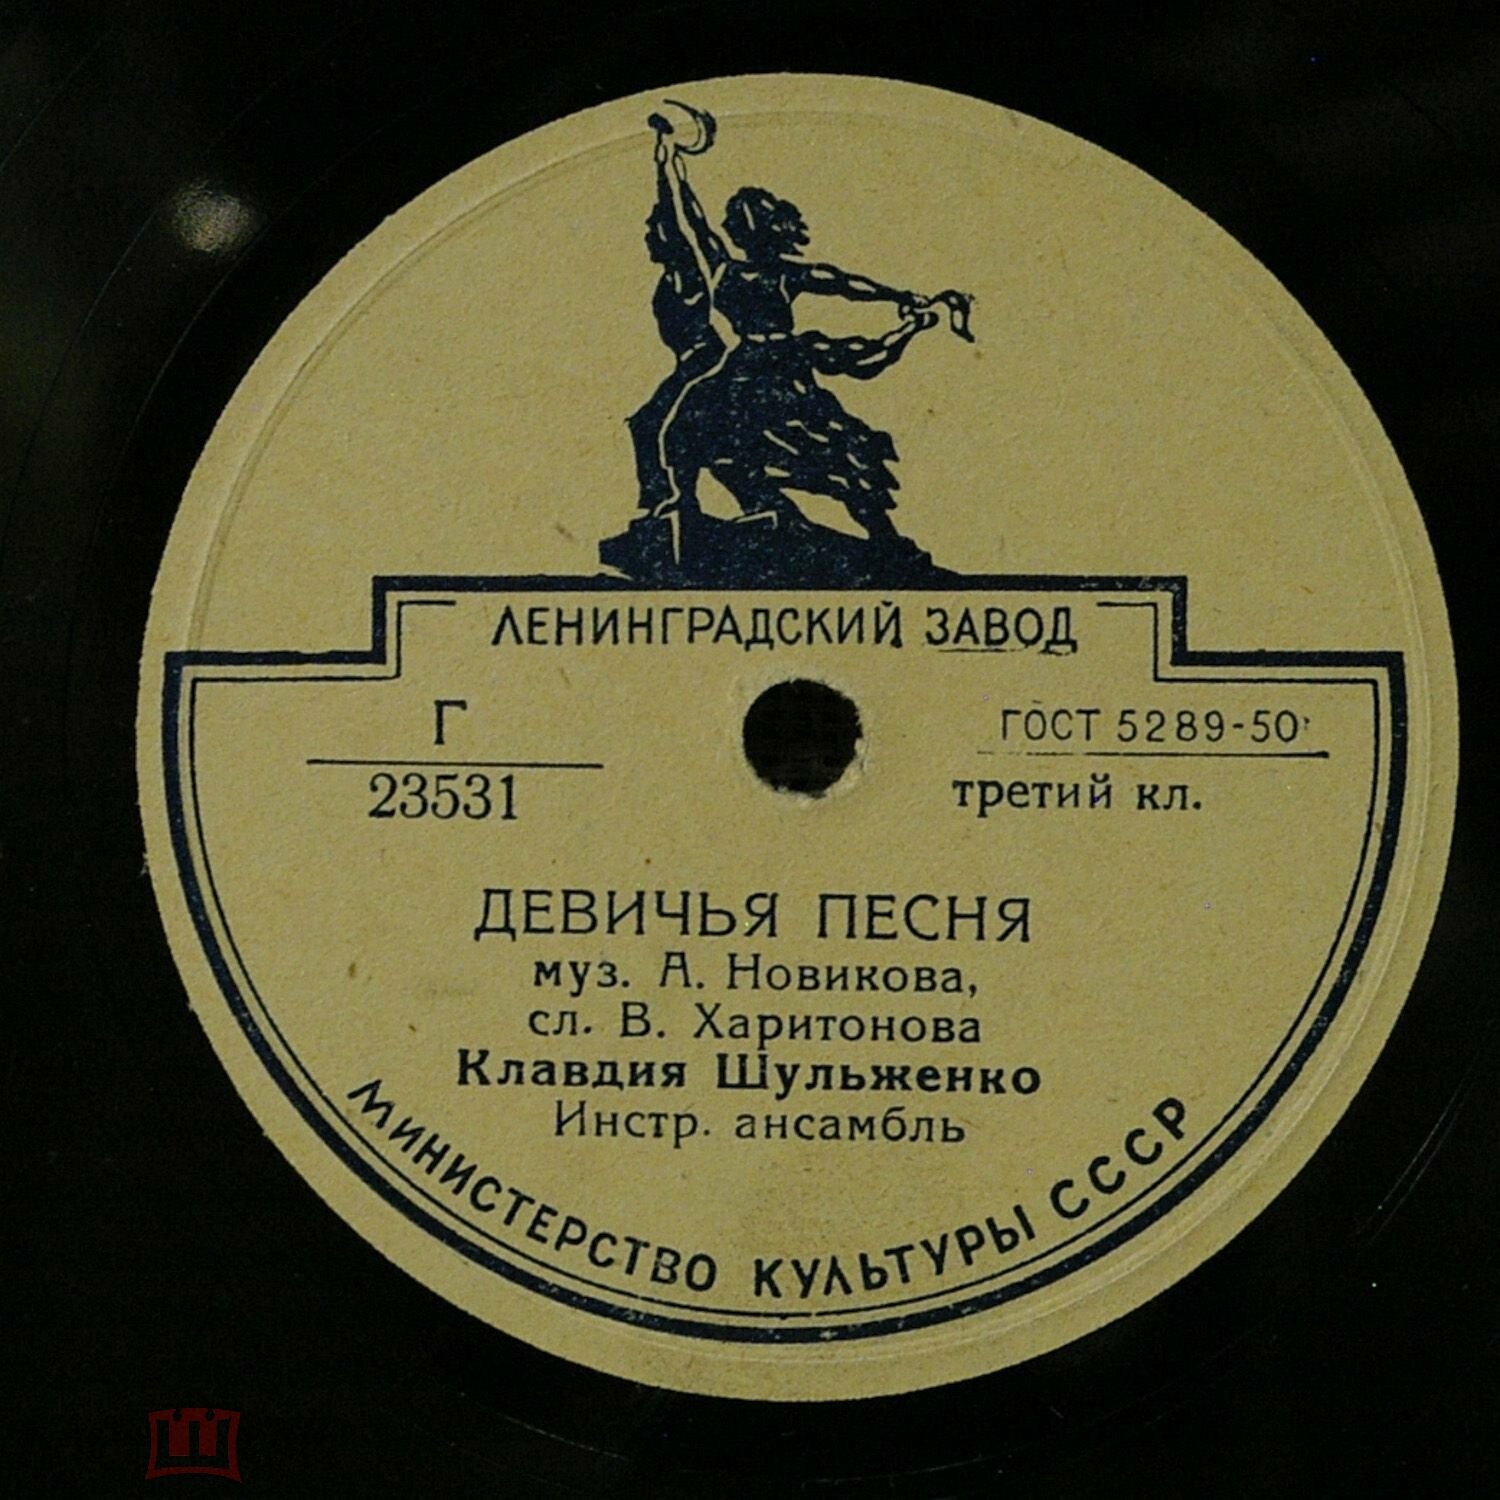 ЛЕНИНГРАДСКИЙ ЗАВОД
Г
23531
ГОСТ 5289-50
третий кл.
ДЕВИЧЬЯ ПЕСНЯ
муз. А. Новикова,
сл. В. Харитонова
Клавдия Шульженко
Инстр. ансамбль
МИНИСТЕРСТВО КУЛЬТУРЫ СССР